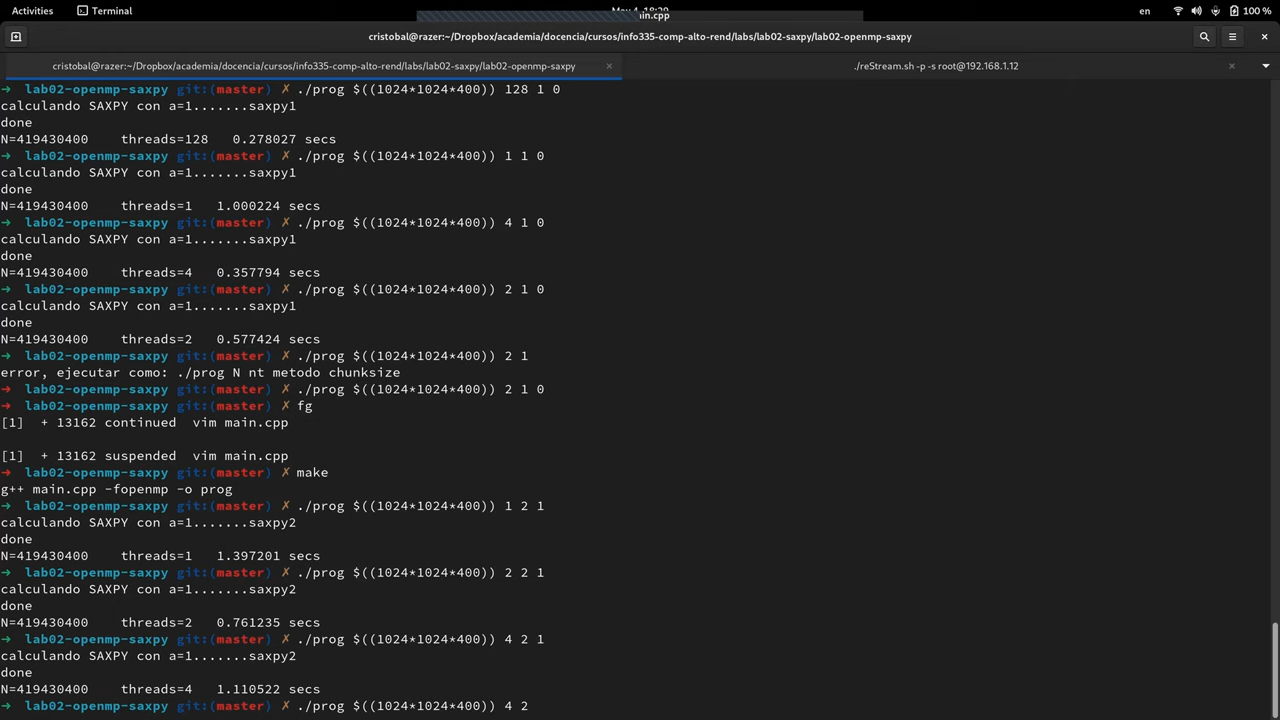 Activities Terminal May 4 18:29 en 100 %
main.cpp
cristobal@razer:~/Dropbox/academia/docencia/cursos/info335-comp-alto-rend/labs/lab02-saxpy/lab02-openmp-saxpy
cristobal@razer:~/Dropbox/academia/docencia/cursos/info335-comp-alto-rend/labs/lab02-saxpy/lab02-openmp-saxpy × ./reStream.sh -p -s root@192.168.1.12 ×
➜ lab02-openmp-saxpy git:(master) ✗ ./prog $((1024*1024*400)) 128 1 0
calculando SAXPY con a=1.......saxpy1
done
N=419430400 threads=128 0.278027 secs
➜ lab02-openmp-saxpy git:(master) ✗ ./prog $((1024*1024*400)) 1 1 0
calculando SAXPY con a=1.......saxpy1
done
N=419430400 threads=1 1.000224 secs
➜ lab02-openmp-saxpy git:(master) ✗ ./prog $((1024*1024*400)) 4 1 0
calculando SAXPY con a=1.......saxpy1
done
N=419430400 threads=4 0.357794 secs
➜ lab02-openmp-saxpy git:(master) ✗ ./prog $((1024*1024*400)) 2 1 0
calculando SAXPY con a=1.......saxpy1
done
N=419430400 threads=2 0.577424 secs
➜ lab02-openmp-saxpy git:(master) ✗ ./prog $((1024*1024*400)) 2 1
error, ejecutar como: ./prog N nt metodo chunksize
➜ lab02-openmp-saxpy git:(master) ✗ ./prog $((1024*1024*400)) 2 1 0
➜ lab02-openmp-saxpy git:(master) ✗ fg
[1] + 13162 continued vim main.cpp
[1] + 13162 suspended vim main.cpp
➜ lab02-openmp-saxpy git:(master) ✗ make
g++ main.cpp -fopenmp -o prog
➜ lab02-openmp-saxpy git:(master) ✗ ./prog $((1024*1024*400)) 1 2 1
calculando SAXPY con a=1.......saxpy2
done
N=419430400 threads=1 1.397201 secs
➜ lab02-openmp-saxpy git:(master) ✗ ./prog $((1024*1024*400)) 2 2 1
calculando SAXPY con a=1.......saxpy2
done
N=419430400 threads=2 0.761235 secs
➜ lab02-openmp-saxpy git:(master) ✗ ./prog $((1024*1024*400)) 4 2 1
calculando SAXPY con a=1.......saxpy2
done
N=419430400 threads=4 1.110522 secs
➜ lab02-openmp-saxpy git:(master) ✗ ./prog $((1024*1024*400)) 4 2